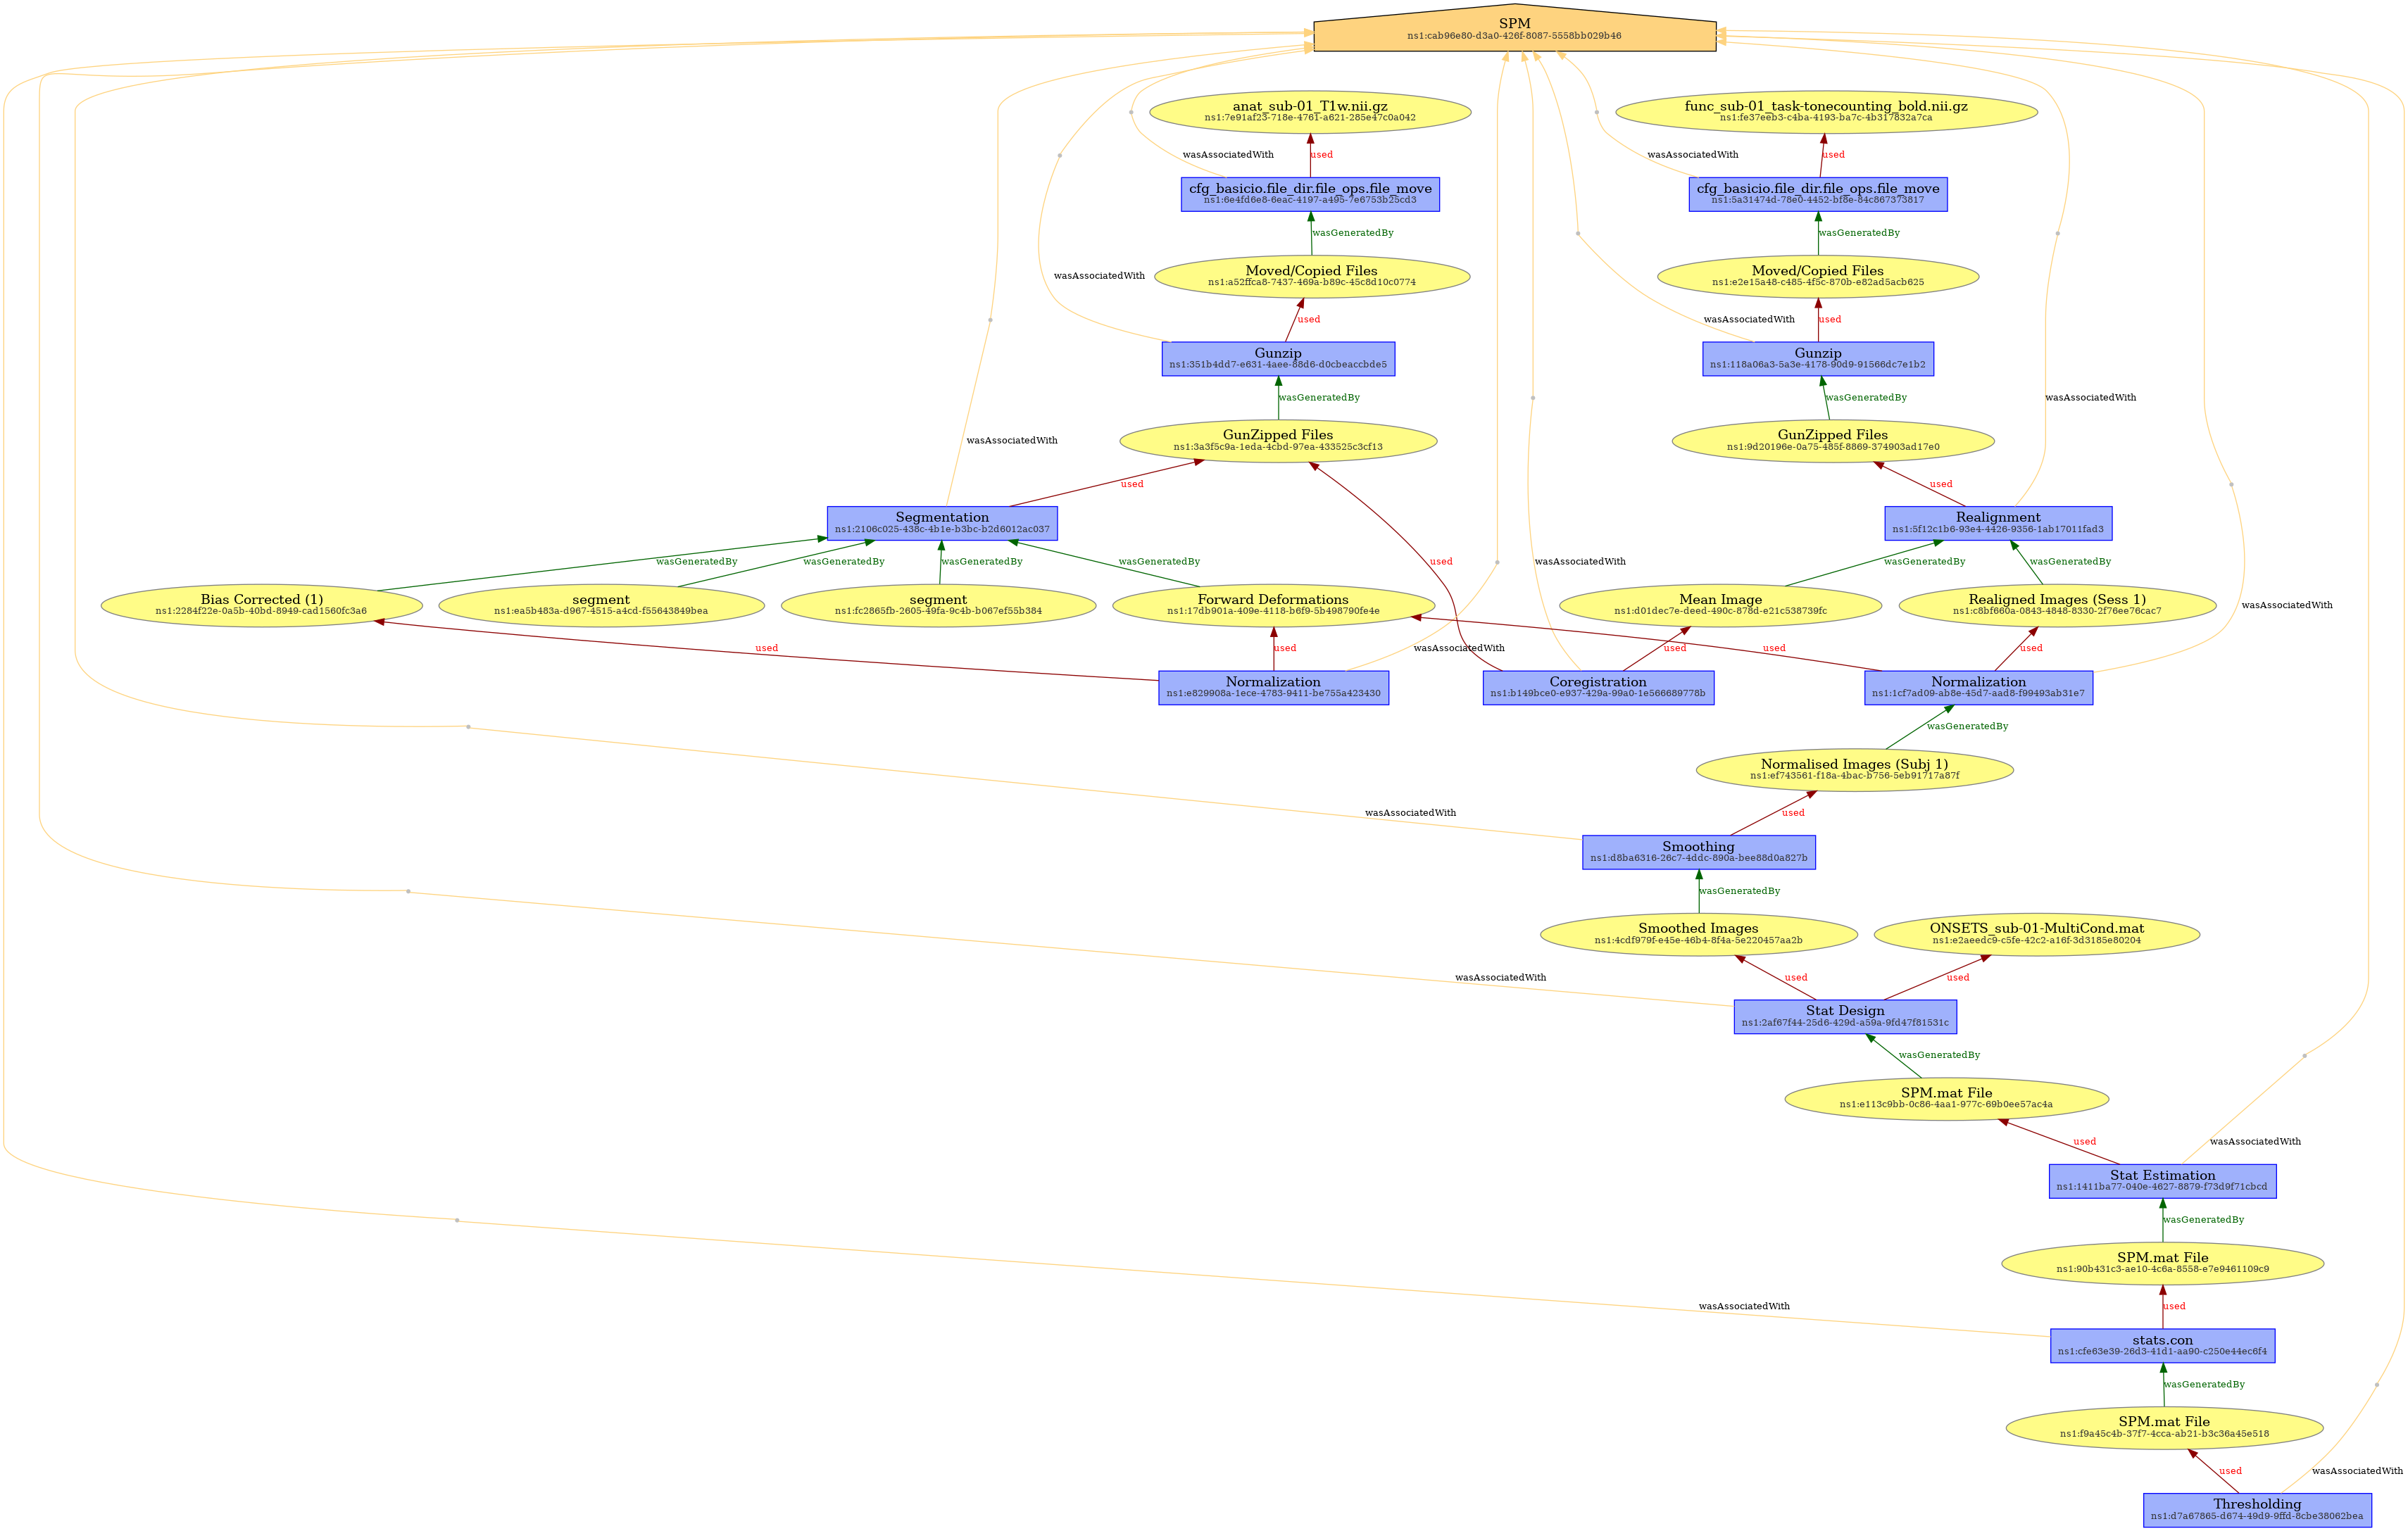 SPM
ns1:cab96e80-d3a0-426f-8087-5558bb029b46
anat_sub-01_T1w.nii.gz
ns1:7e91af23-718e-4761-a621-285e47c0a042
func_sub-01_task-tonecounting_bold.nii.gz
ns1:fe37eeb3-c4ba-4193-ba7c-4b317832a7ca
wasAssociatedWith
used
wasAssociatedWith
used
cfg_basicio.file_dir.file_ops.file_move
ns1:6e4fd6e8-6eac-4197-a495-7e6753b25cd3
cfg_basicio.file_dir.file_ops.file_move
ns1:5a31474d-78e0-4452-bf8e-84c867373817
wasGeneratedBy
wasGeneratedBy
wasAssociatedWith
Moved/Copied Files
ns1:a52ffca8-7437-469a-b89c-45c8d10c0774
Moved/Copied Files
ns1:e2e15a48-c485-4f5c-870b-e82ad5acb625
used
wasAssociatedWith
used
Gunzip
ns1:351b4dd7-e631-4aee-88d6-d0cbeaccbde5
Gunzip
ns1:118a06a3-5a3e-4178-90d9-91566dc7e1b2
wasGeneratedBy
wasGeneratedBy
wasAssociatedWith
wasAssociatedWith
GunZipped Files
ns1:3a3f5c9a-1eda-4cbd-97ea-433525c3cf13
GunZipped Files
ns1:9d20196e-0a75-485f-8869-374903ad17e0
used
used
Segmentation
ns1:2106c025-438c-4b1e-b3bc-b2d6012ac037
Realignment
ns1:5f12c1b6-93e4-4426-9356-1ab17011fad3
wasGeneratedBy
wasGeneratedBy
wasGeneratedBy
wasGeneratedBy
used
wasAssociatedWith
wasGeneratedBy
wasGeneratedBy
Bias Corrected (1)
ns1:2284f22e-0a5b-40bd-8949-cad1560fc3a6
segment
ns1:ea5b483a-d967-4515-a4cd-f55643849bea
segment
ns1:fc2865fb-2605-49fa-9c4b-b067ef55b384
Forward Deformations
ns1:17db901a-409e-4118-b6f9-5b498790fe4e
Mean Image
ns1:d01dec7e-deed-490c-878d-e21c538739fc
Realigned Images (Sess 1)
ns1:c8bf660a-0843-4848-8330-2f76ee76cac7
wasAssociatedWith
used
used
wasAssociatedWith
used
used
used
Normalization
ns1:e829908a-1ece-4783-9411-be755a423430
Coregistration
ns1:b149bce0-e937-429a-99a0-1e566689778b
Normalization
ns1:1cf7ad09-ab8e-45d7-aad8-f99493ab31e7
wasGeneratedBy
Normalised Images (Subj 1)
ns1:ef743561-f18a-4bac-b756-5eb91717a87f
wasAssociatedWith
used
Smoothing
ns1:d8ba6316-26c7-4ddc-890a-bee88d0a827b
wasGeneratedBy
Smoothed Images
ns1:4cdf979f-e45e-46b4-8f4a-5e220457aa2b
ONSETS_sub-01-MultiCond.mat
ns1:e2aeedc9-c5fe-42c2-a16f-3d3185e80204
wasAssociatedWith
used
used
Stat Design
ns1:2af67f44-25d6-429d-a59a-9fd47f81531c
wasGeneratedBy
SPM.mat File
ns1:e113c9bb-0c86-4aa1-977c-69b0ee57ac4a
used
wasAssociatedWith
Stat Estimation
ns1:1411ba77-040e-4627-8879-f73d9f71cbcd
wasGeneratedBy
SPM.mat File
ns1:90b431c3-ae10-4c6a-8558-e7e9461109c9
wasAssociatedWith
used
stats.con
ns1:cfe63e39-26d3-41d1-aa90-c250e44ec6f4
wasGeneratedBy
SPM.mat File
ns1:f9a45c4b-37f7-4cca-ab21-b3c36a45e518
used
wasAssociatedWith
Thresholding
ns1:d7a67865-d674-49d9-9ffd-8cbe38062bea